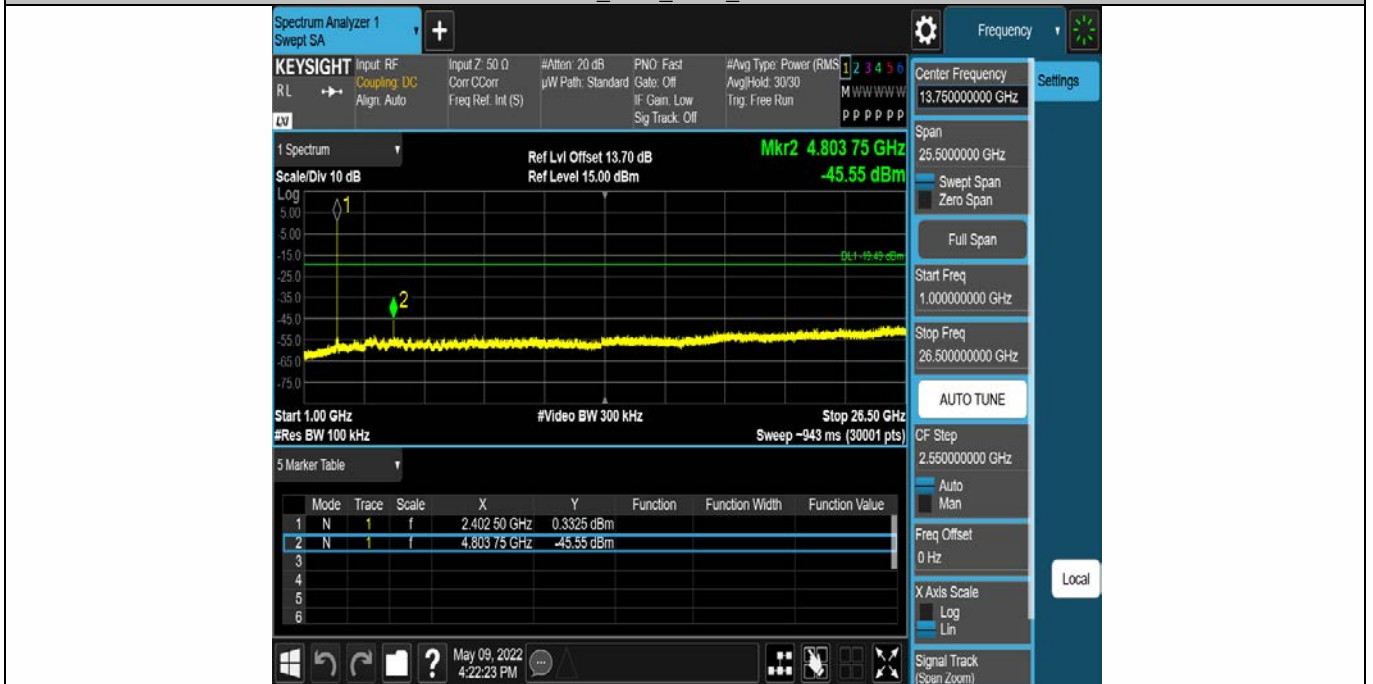 Spectrum Analyzer 1
Swept SA
+
Frequency
KEYSIGHT
RL
LXI
Input: RF
Coupling: DC
Align: Auto
Input Z: 50 Ω
Corr CCorr
Freq Ref: Int (S)
#Atten: 20 dB
µW Path: Standard
PNO: Fast
Gate: Off
IF Gain: Low
Sig Track: Off
#Avg Type: Power (RMS
Avg|Hold: 30/30
Trig: Free Run
1 2 3 4 5 6
M W W W W W
P P P P P P
1 Spectrum
Scale/Div 10 dB
Ref Lvl Offset 13.70 dB
Ref Level 15.00 dBm
Mkr2 4.803 75 GHz
-45.55 dBm
Log
5.00
-5.00
-15.0
-25.0
-35.0
-45.0
-55.0
-65.0
-75.0
1
2
DL1 -19.49 dBm
Start 1.00 GHz
#Res BW 100 kHz
#Video BW 300 kHz
Stop 26.50 GHz
Sweep ~943 ms (30001 pts)
5 Marker Table
Mode Trace Scale X Y Function Function Width Function Value
1 N 1 f 2.402 50 GHz 0.3325 dBm
2 N 1 f 4.803 75 GHz -45.55 dBm
3
4
5
6
?
May 09, 2022
4:22:23 PM
Center Frequency
13.750000000 GHz
Settings
Span
25.5000000 GHz
Swept Span
Zero Span
Full Span
Start Freq
1.000000000 GHz
Stop Freq
26.500000000 GHz
AUTO TUNE
CF Step
2.550000000 GHz
Auto
Man
Freq Offset
0 Hz
Local
X Axis Scale
Log
Lin
Signal Track
(Span Zoom)